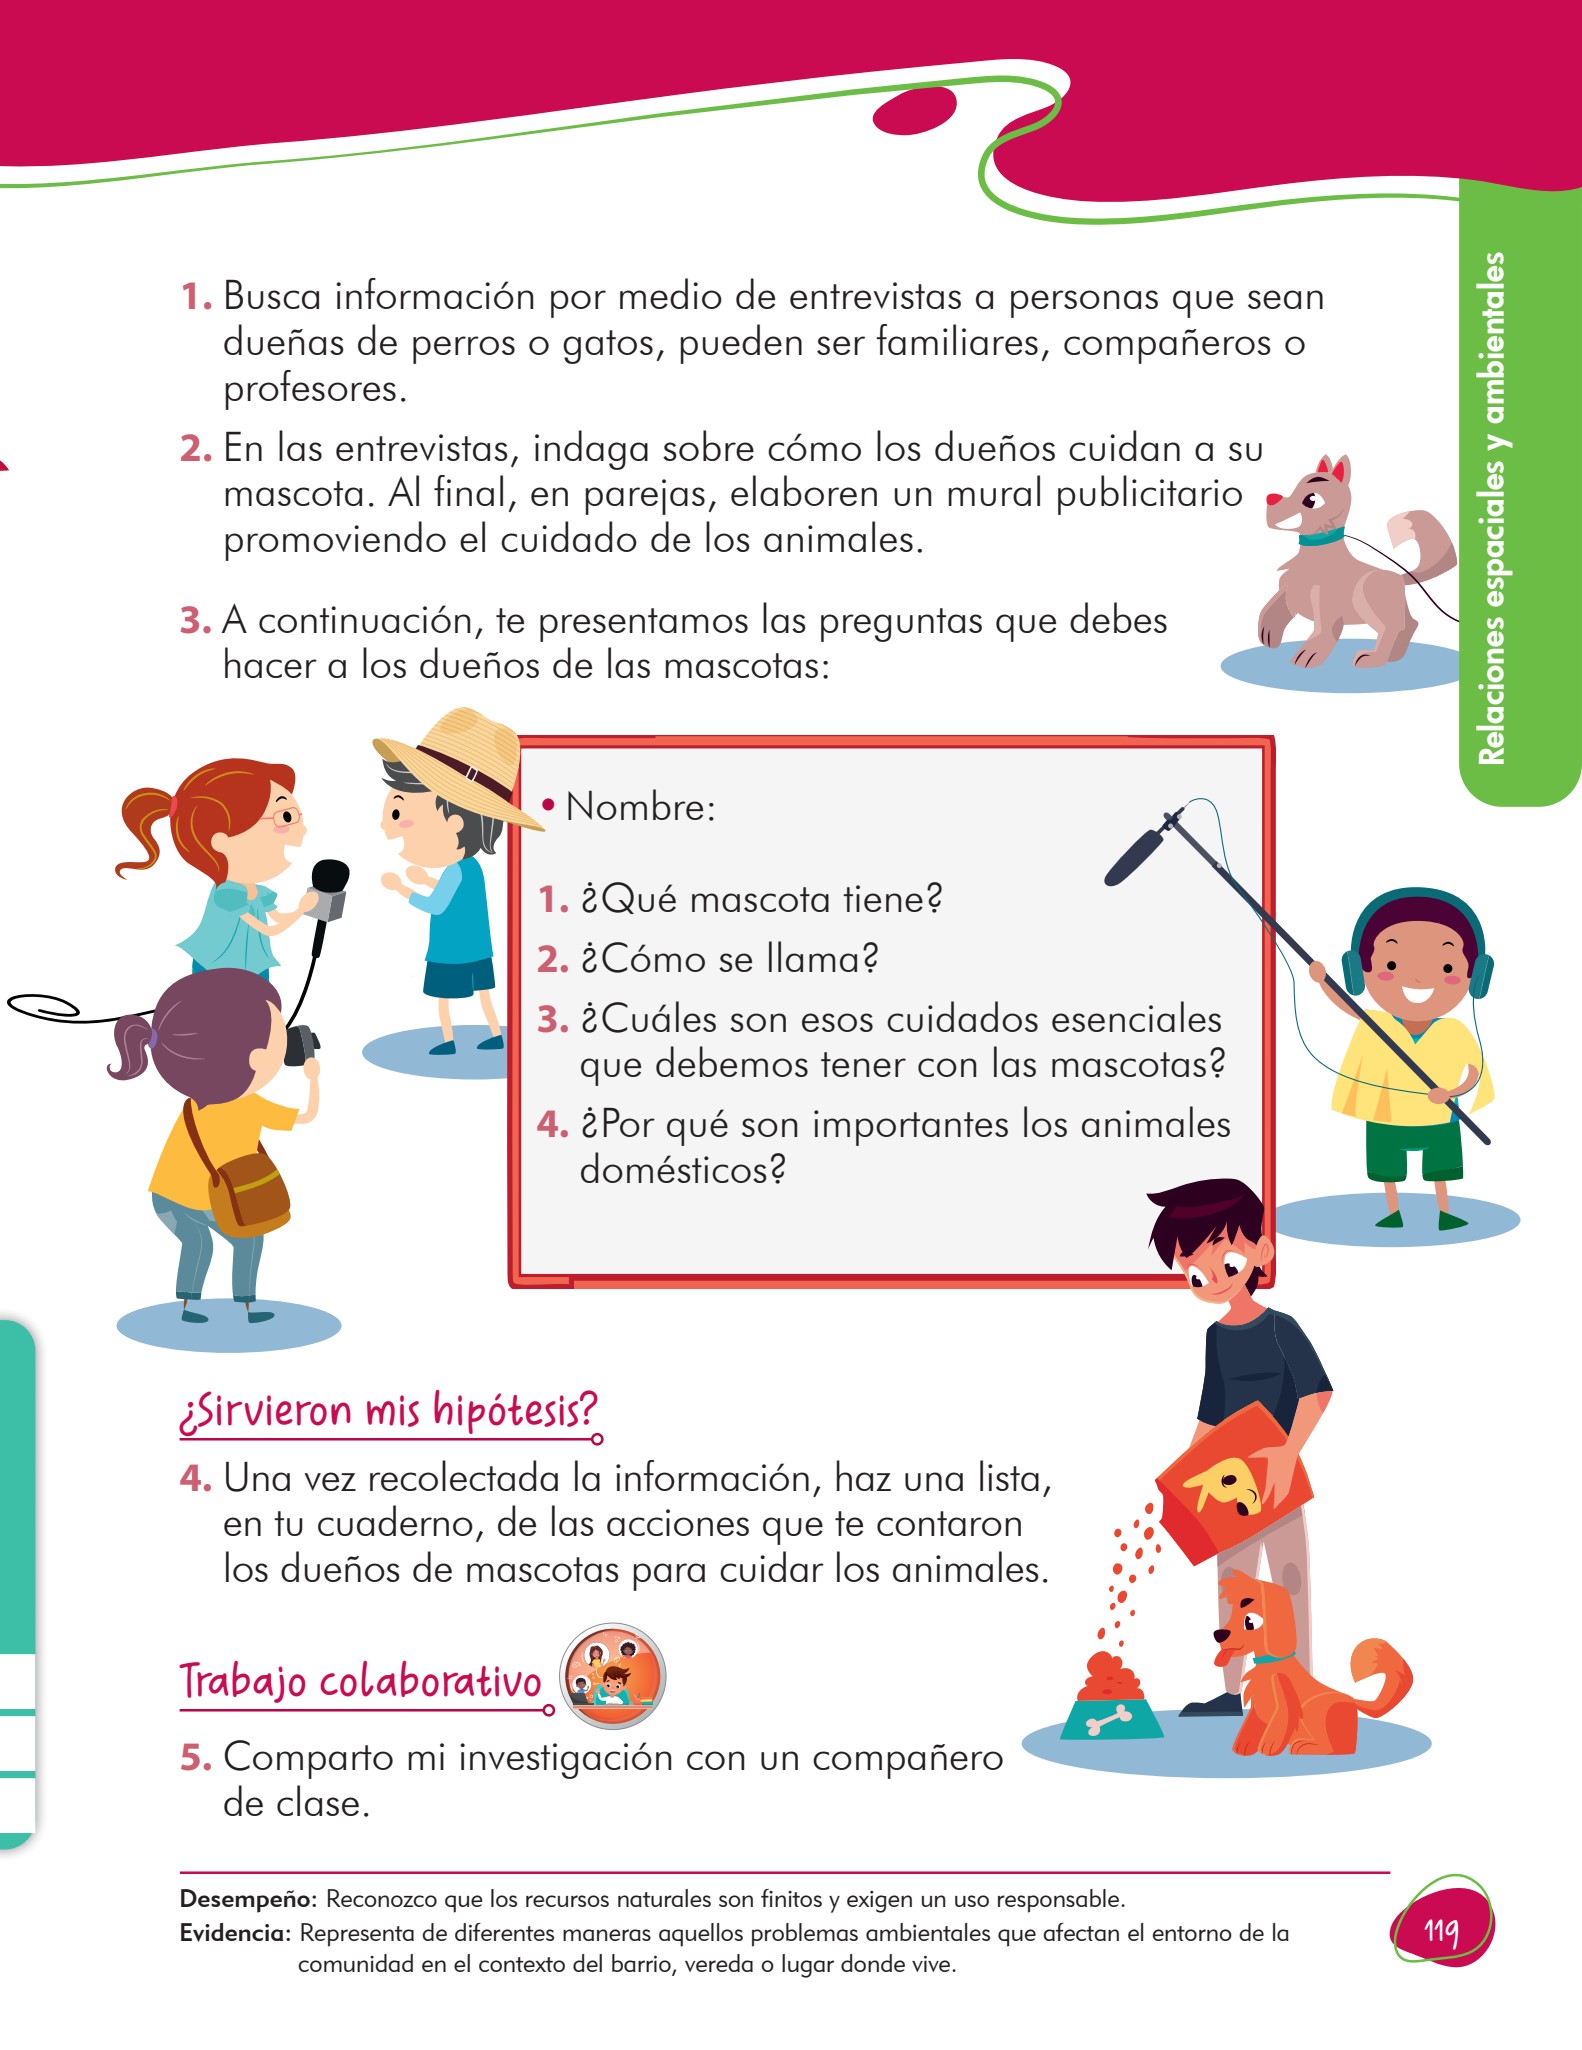 Relaciones espaciales y ambientales
1. Busca información por medio de entrevistas a personas que sean
dueñas de perros o gatos, pueden ser familiares, compañeros o
profesores.
2. En las entrevistas, indaga sobre cómo los dueños cuidan a su
mascota. Al final, en parejas, elaboren un mural publicitario
promoviendo el cuidado de los animales.
3. A continuación, te presentamos las preguntas que debes
hacer a los dueños de las mascotas:
• Nombre:
1. ¿Qué mascota tiene?
2. ¿Cómo se llama?
3. ¿Cuáles son esos cuidados esenciales
que debemos tener con las mascotas?
4. ¿Por qué son importantes los animales
domésticos?
¿Sirvieron mis hipótesis?
4. Una vez recolectada la información, haz una lista,
en tu cuaderno, de las acciones que te contaron
los dueños de mascotas para cuidar los animales.
Trabajo colaborativo
5. Comparto mi investigación con un compañero
de clase.
Desempeño: Reconozco que los recursos naturales son finitos y exigen un uso responsable.
Evidencia: Representa de diferentes maneras aquellos problemas ambientales que afectan el entorno de la
comunidad en el contexto del barrio, vereda o lugar donde vive.
119